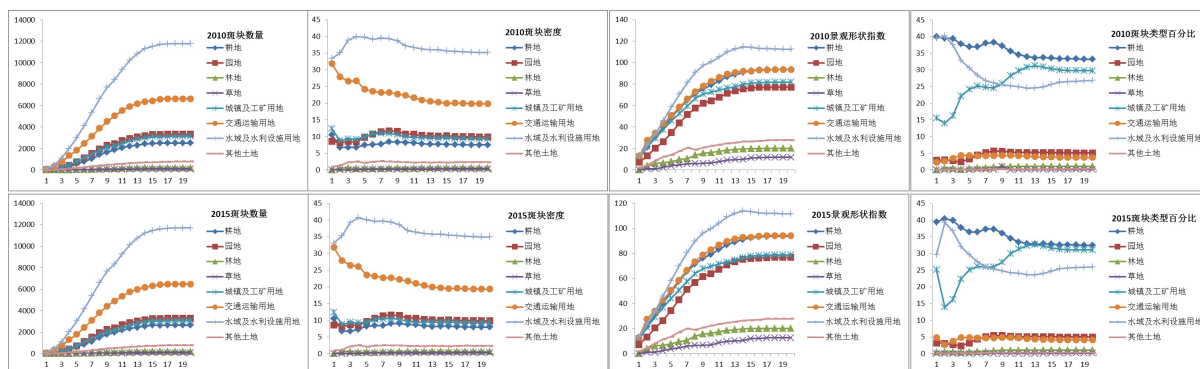 2010斑块数量
14000
12000
10000
8000
6000
4000
2000
0
1 3 5 7 9 11 13 15 17 19
耕地
园地
林地
草地
城镇及工矿用地
交通运输用地
水域及水利设施用地
其他土地
2010斑块密度
45
40
35
30
25
20
15
10
5
0
1 3 5 7 9 11 13 15 17 19
耕地
园地
林地
草地
城镇及工矿用地
交通运输用地
水域及水利设施用地
其他土地
2010景观形状指数
140
120
100
80
60
40
20
0
1 3 5 7 9 11 13 15 17 19
耕地
园地
林地
草地
城镇及工矿用地
交通运输用地
水域及水利设施用地
其他土地
2010斑块类型百分比
45
40
35
30
25
20
15
10
5
0
1 3 5 7 9 11 13 15 17 19
耕地
园地
林地
草地
城镇及工矿用地
交通运输用地
水域及水利设施用地
其他土地
2015斑块数量
14000
12000
10000
8000
6000
4000
2000
0
1 3 5 7 9 11 13 15 17 19
耕地
园地
林地
草地
城镇及工矿用地
交通运输用地
水域及水利设施用地
其他土地
2015斑块密度
45
40
35
30
25
20
15
10
5
0
1 3 5 7 9 11 13 15 17 19
耕地
园地
林地
草地
城镇及工矿用地
交通运输用地
水域及水利设施用地
其他土地
2015景观形状指数
120
100
80
60
40
20
0
1 3 5 7 9 11 13 15 17 19
耕地
园地
林地
草地
城镇及工矿用地
交通运输用地
水域及水利设施用地
其他土地
2015斑块类型百分比
45
40
35
30
25
20
15
10
5
0
1 3 5 7 9 11 13 15 17 19
耕地
园地
林地
草地
城镇及工矿用地
交通运输用地
水域及水利设施用地
其他土地